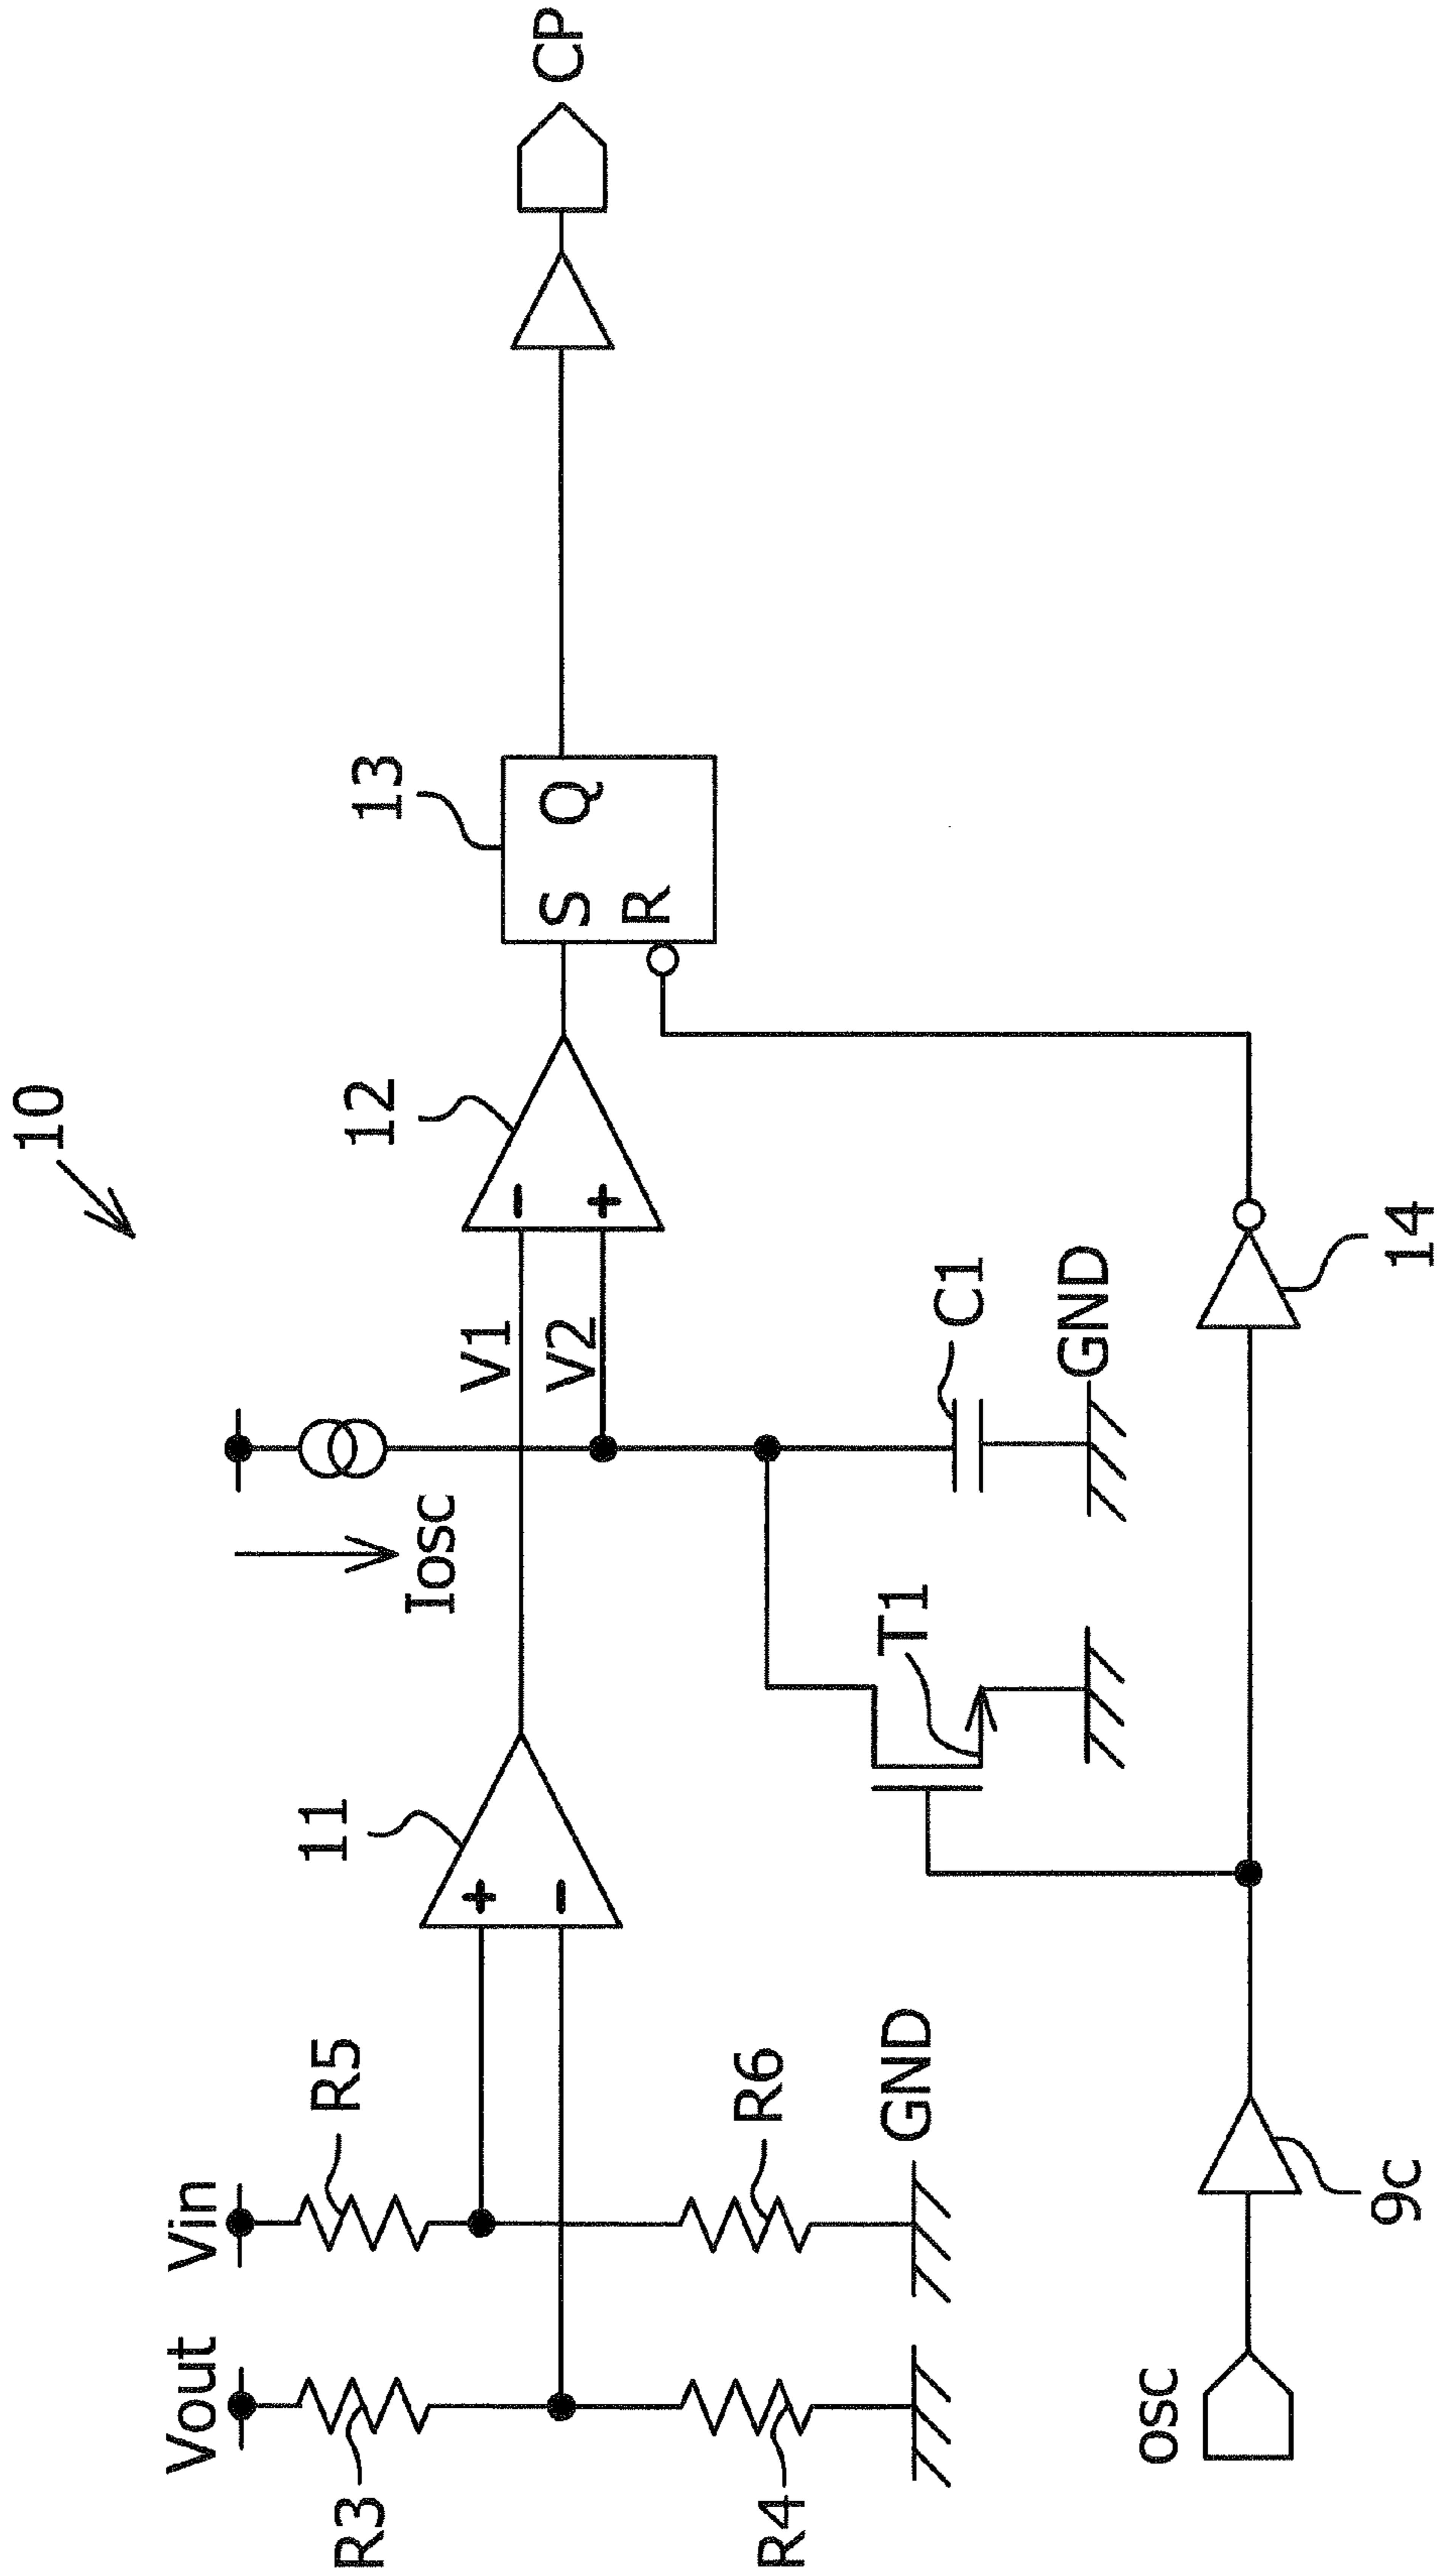 10
Vout
Vin
R3
R5
R4
R6
GND
11
+
-
Iosc
V1
V2
T1
C1
GND
12
-
+
13
S
R
Q
CP
osc
9c
14